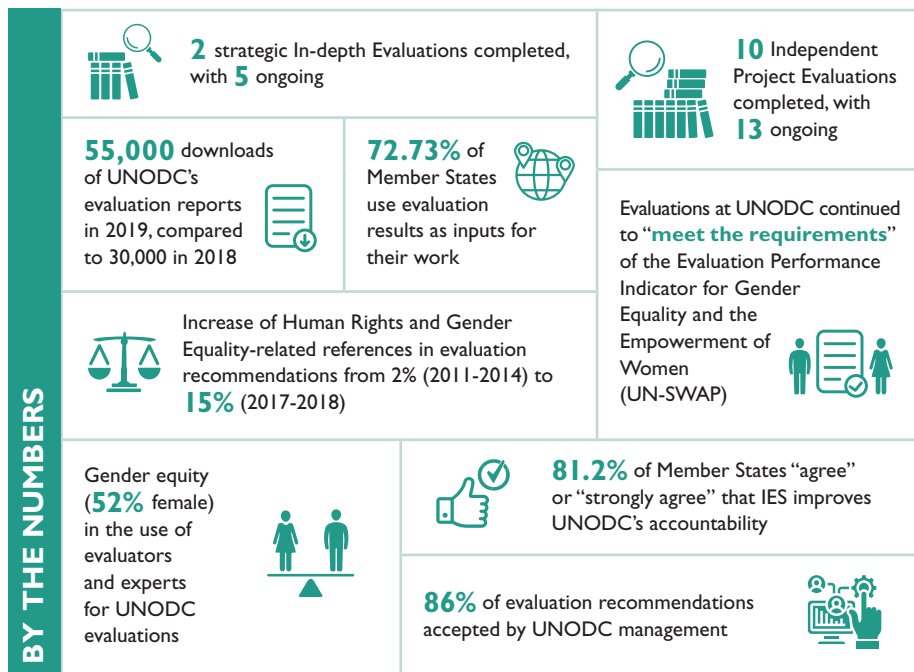 BY THE NUMBERS
2 strategic In-depth Evaluations completed,
with 5 ongoing
10 Independent
Project Evaluations
completed, with
13 ongoing
55,000 downloads
of UNODC’s
evaluation reports
in 2019, compared
to 30,000 in 2018
72.73% of
Member States
use evaluation
results as inputs for
their work
Evaluations at UNODC continued
to “meet the requirements”
of the Evaluation Performance
Indicator for Gender
Equality and the
Empowerment of
Women
(UN-SWAP)
Increase of Human Rights and Gender
Equality-related references in evaluation
recommendations from 2% (2011-2014) to
15% (2017-2018)
Gender equity
(52% female)
in the use of
evaluators
and experts
for UNODC
evaluations
81.2% of Member States “agree”
or “strongly agree” that IES improves
UNODC’s accountability
86% of evaluation recommendations
accepted by UNODC management